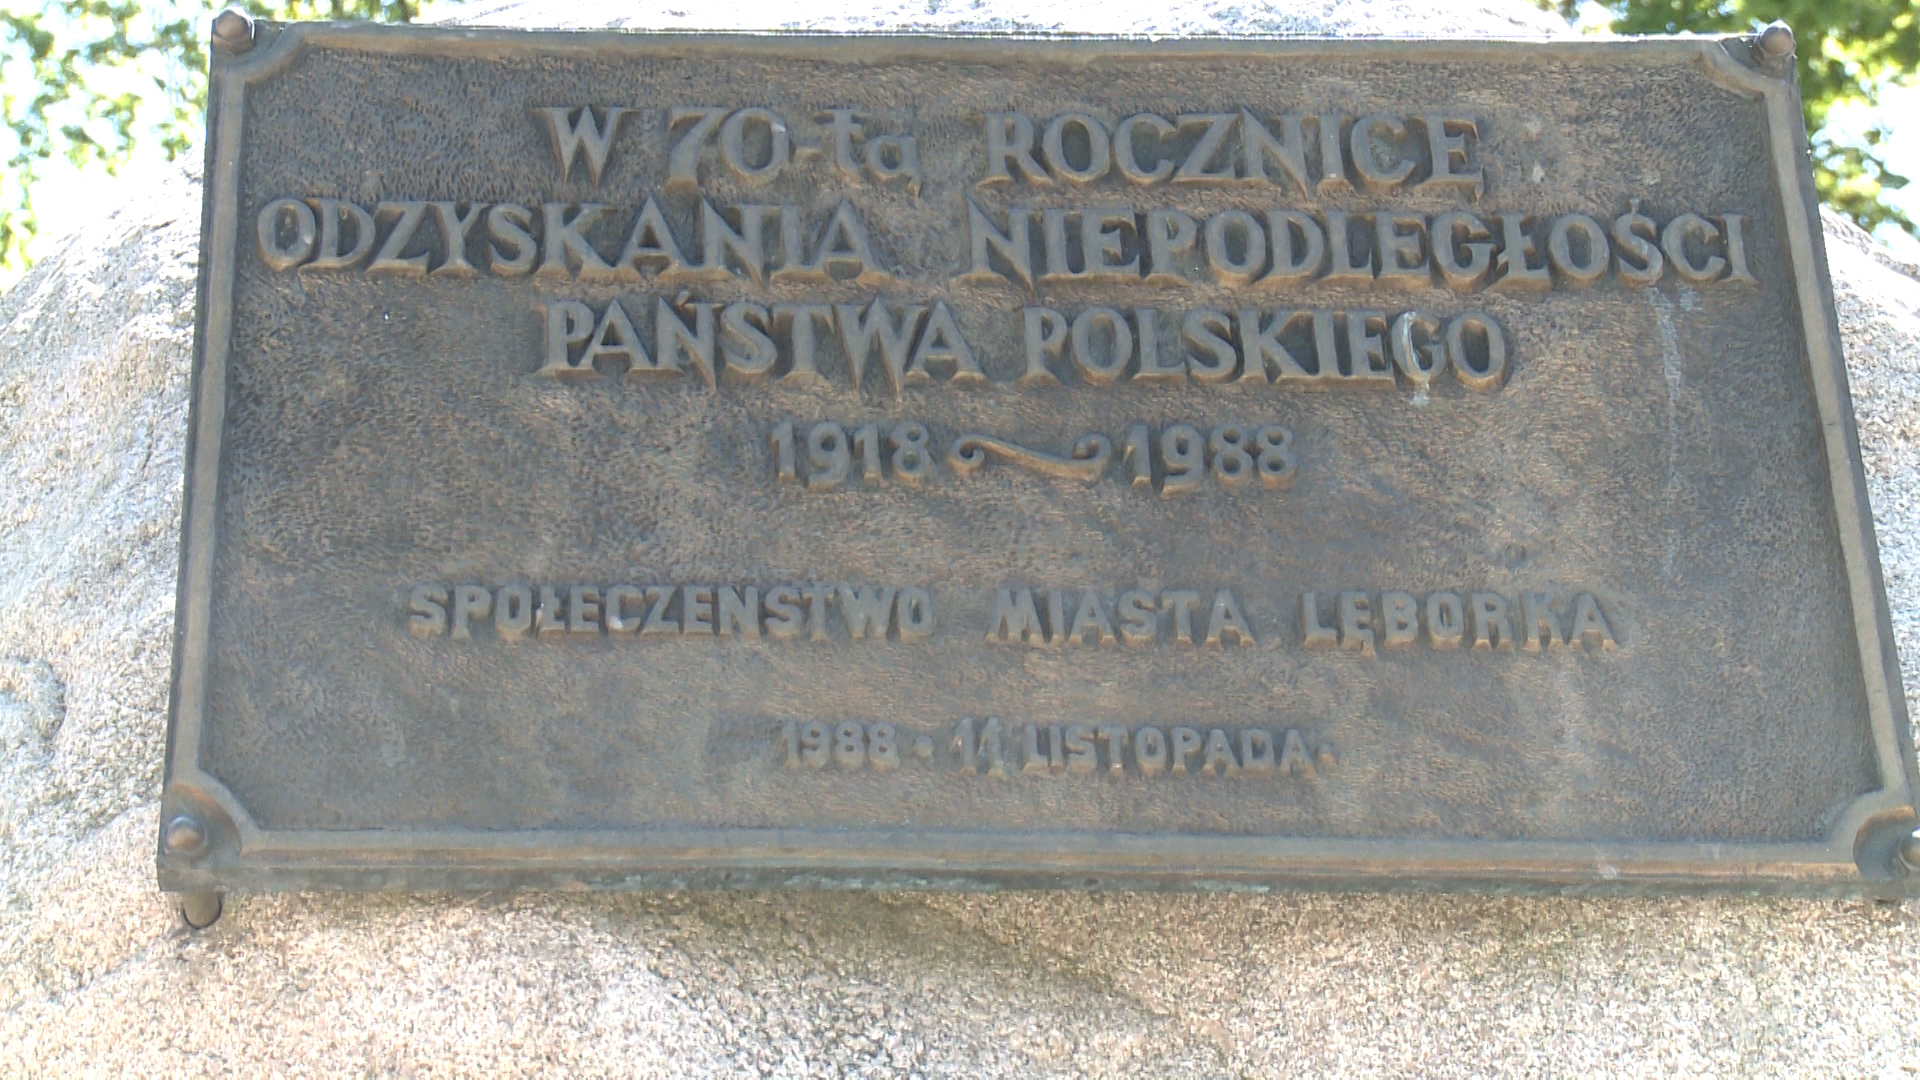 W 70-tą ROCZNICĘ
ODZYSKANIA NIEPODLEGŁOŚCI
PAŃSTWA POLSKIEGO
1918 ~ 1988
SPOŁECZEŃSTWO MIASTA LĘBORKA
1988 · 11 LISTOPADA·